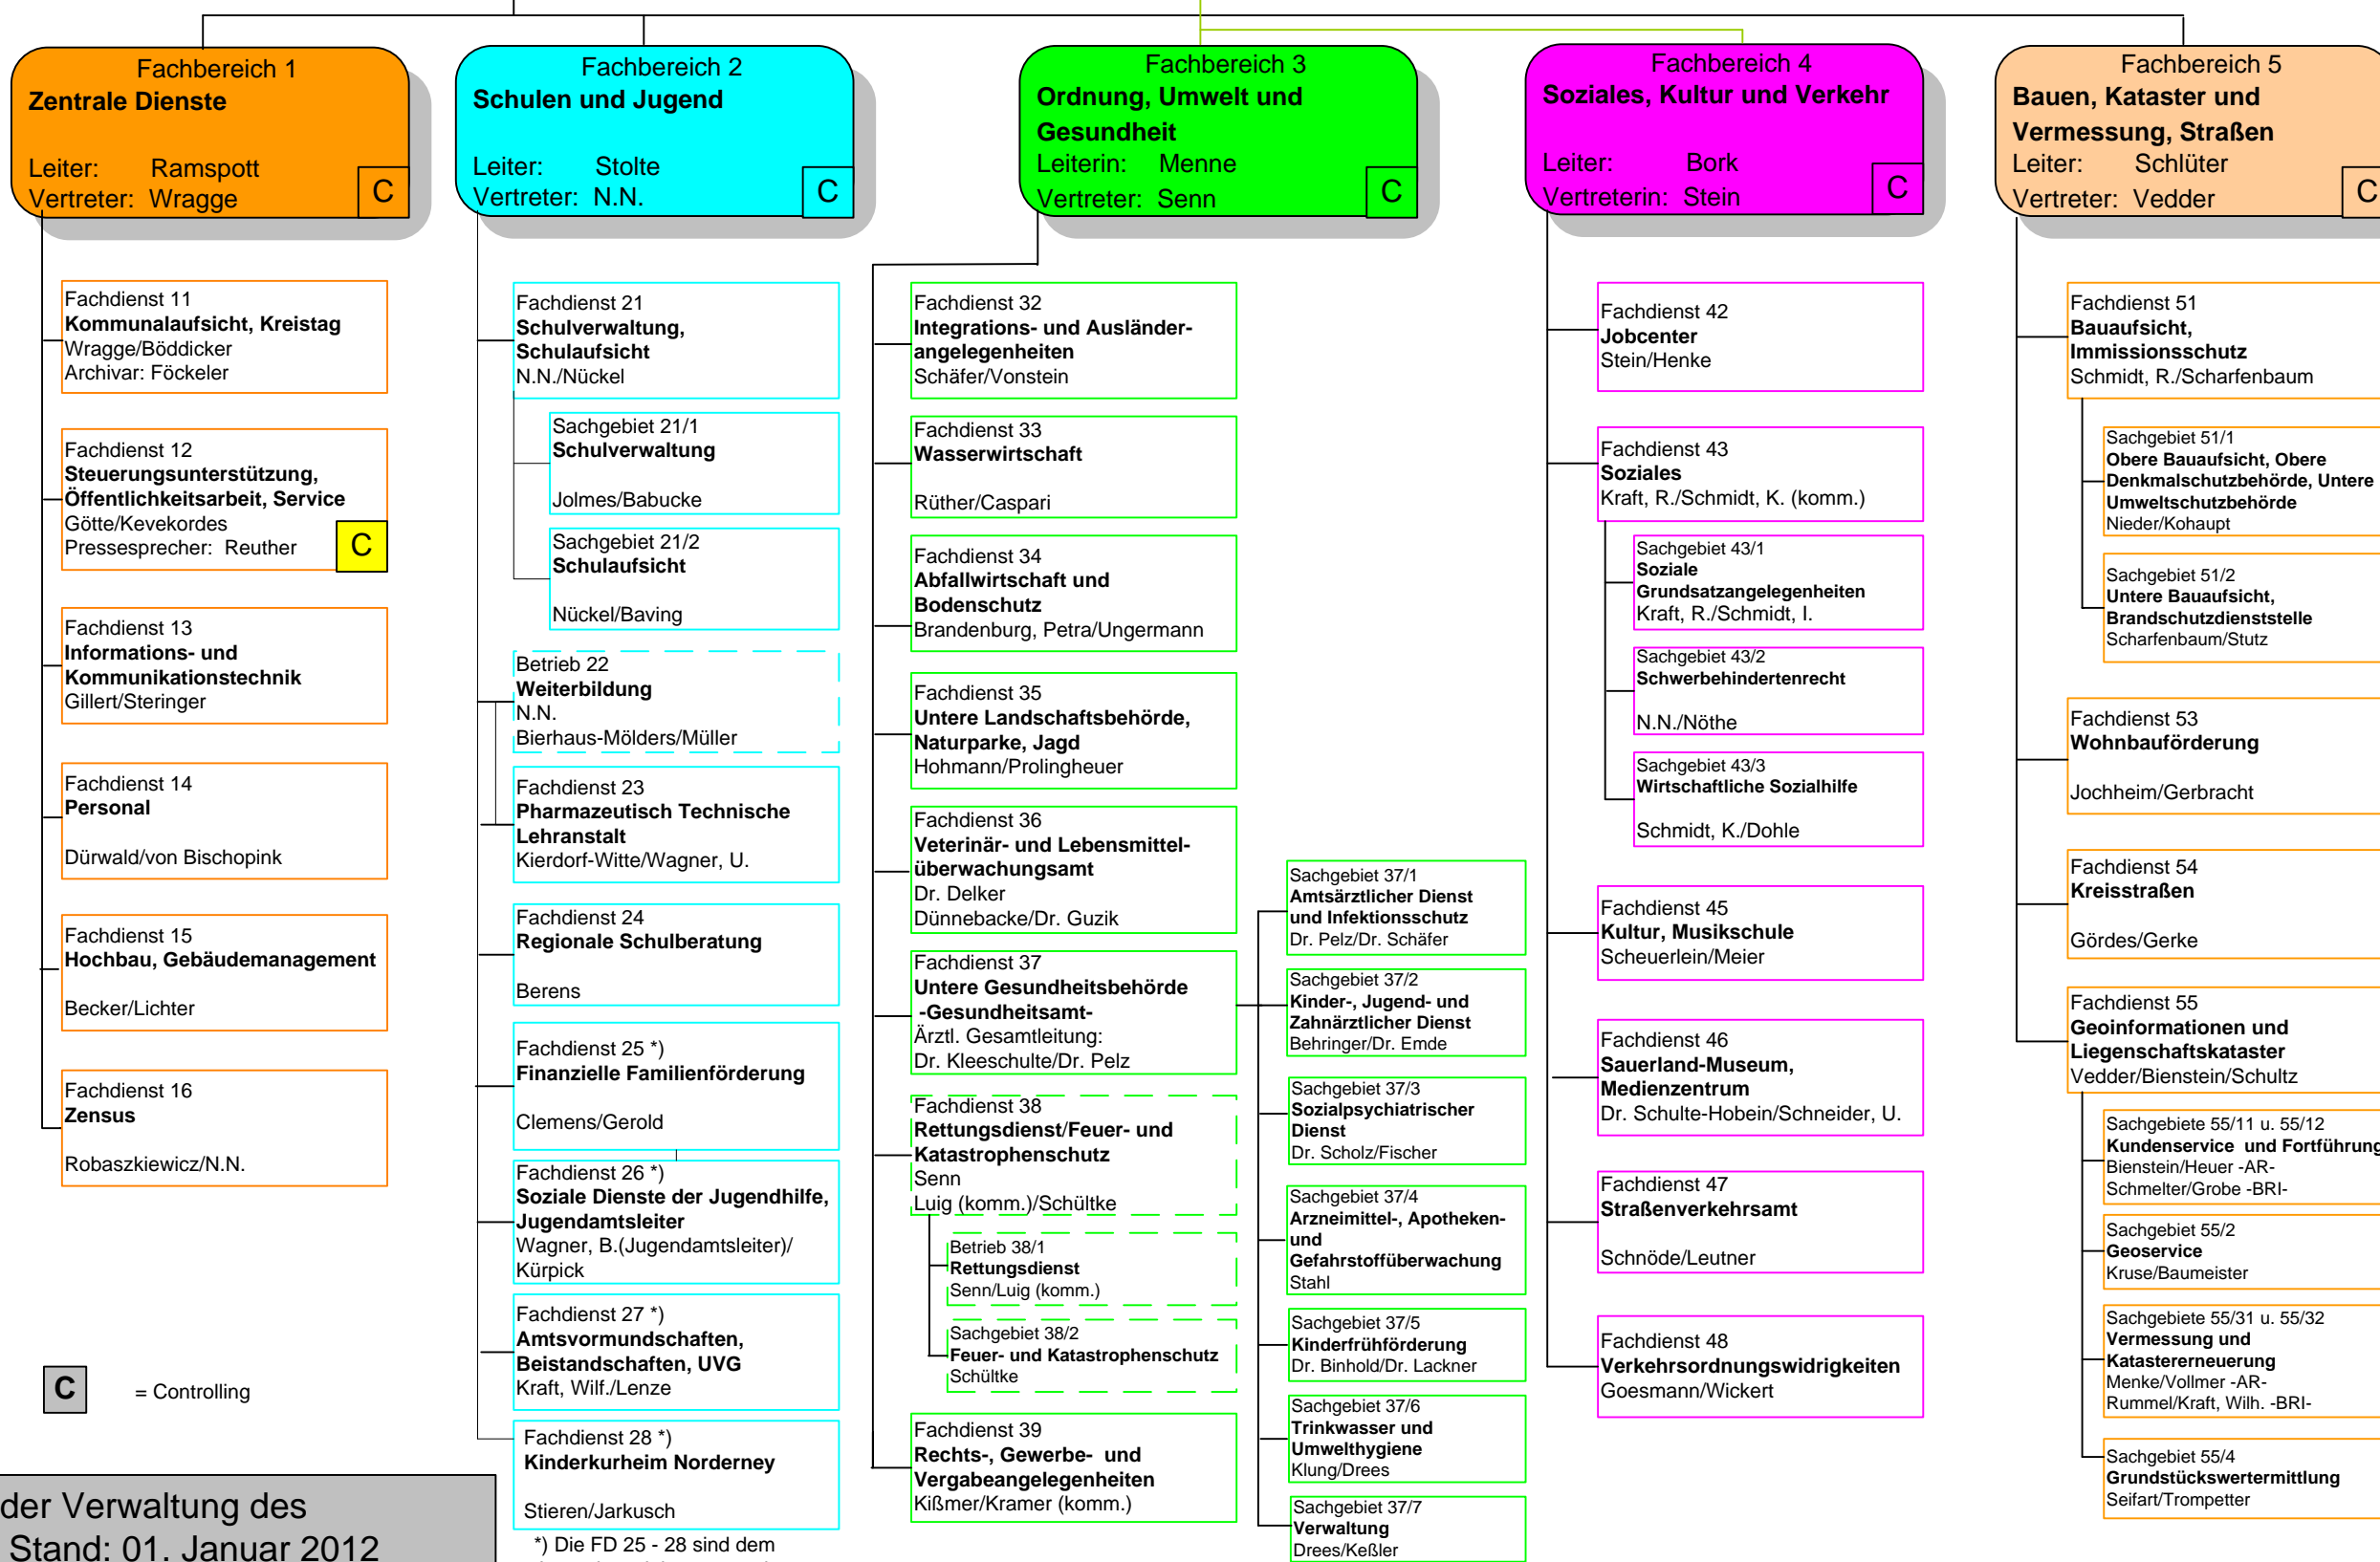 Fachbereich 1
Zentrale Dienste
Leiter: Ramspott
Vertreter: Wragge
C
Fachdienst 11
Kommunalaufsicht, Kreistag
Wragge/Böddicker
Archivar: Föckeler
Fachdienst 12
Steuerungsunterstützung,
Öffentlichkeitsarbeit, Service
Götte/Kevekordes
Pressesprecher: Reuther
C
Fachdienst 13
Informations- und
Kommunikationstechnik
Gillert/Steringer
Fachdienst 14
Personal
Dürwald/von Bischopink
Fachdienst 15
Hochbau, Gebäudemanagement
Becker/Lichter
Fachdienst 16
Zensus
Robaszkiewicz/N.N.
C = Controlling
der Verwaltung des
Stand: 01. Januar 2012
Fachbereich 2
Schulen und Jugend
Leiter: Stolte
Vertreter: N.N.
C
Fachdienst 21
Schulverwaltung,
Schulaufsicht
N.N./Nückel
Sachgebiet 21/1
Schulverwaltung
Jolmes/Babucke
Sachgebiet 21/2
Schulaufsicht
Nückel/Baving
Betrieb 22
Weiterbildung
N.N.
Bierhaus-Mölders/Müller
Fachdienst 23
Pharmazeutisch Technische
Lehranstalt
Kierdorf-Witte/Wagner, U.
Fachdienst 24
Regionale Schulberatung
Berens
Fachdienst 25 *)
Finanzielle Familienförderung
Clemens/Gerold
Fachdienst 26 *)
Soziale Dienste der Jugendhilfe,
Jugendamtsleiter
Wagner, B.(Jugendamtsleiter)/
Kürpick
Fachdienst 27 *)
Amtsvormundschaften,
Beistandschaften, UVG
Kraft, Wilf./Lenze
Fachdienst 28 *)
Kinderkurheim Norderney
Stieren/Jarkusch
*) Die FD 25 - 28 sind dem
Fachbereich 3
Ordnung, Umwelt und
Gesundheit
Leiterin: Menne
Vertreter: Senn
C
Fachdienst 32
Integrations- und Ausländer-
angelegenheiten
Schäfer/Vonstein
Fachdienst 33
Wasserwirtschaft
Rüther/Caspari
Fachdienst 34
Abfallwirtschaft und
Bodenschutz
Brandenburg, Petra/Ungermann
Fachdienst 35
Untere Landschaftsbehörde,
Naturparke, Jagd
Hohmann/Prolingheuer
Fachdienst 36
Veterinär- und Lebensmittel-
überwachungsamt
Dr. Delker
Dünnebacke/Dr. Guzik
Fachdienst 37
Untere Gesundheitsbehörde
-Gesundheitsamt-
Ärztl. Gesamtleitung:
Dr. Kleeschulte/Dr. Pelz
Fachdienst 38
Rettungsdienst/Feuer- und
Katastrophenschutz
Senn
Luig (komm.)/Schültke
Betrieb 38/1
Rettungsdienst
Senn/Luig (komm.)
Sachgebiet 38/2
Feuer- und Katastrophenschutz
Schültke
Fachdienst 39
Rechts-, Gewerbe- und
Vergabeangelegenheiten
Kißmer/Kramer (komm.)
Sachgebiet 37/1
Amtsärztlicher Dienst
und Infektionsschutz
Dr. Pelz/Dr. Schäfer
Sachgebiet 37/2
Kinder-, Jugend- und
Zahnärztlicher Dienst
Behringer/Dr. Emde
Sachgebiet 37/3
Sozialpsychiatrischer
Dienst
Dr. Scholz/Fischer
Sachgebiet 37/4
Arzneimittel-, Apotheken-
und
Gefahrstoffüberwachung
Stahl
Sachgebiet 37/5
Kinderfrühförderung
Dr. Binhold/Dr. Lackner
Sachgebiet 37/6
Trinkwasser und
Umwelthygiene
Klung/Drees
Sachgebiet 37/7
Verwaltung
Drees/Keßler
Fachbereich 4
Soziales, Kultur und Verkehr
Leiter: Bork
Vertreterin: Stein
C
Fachdienst 42
Jobcenter
Stein/Henke
Fachdienst 43
Soziales
Kraft, R./Schmidt, K. (komm.)
Sachgebiet 43/1
Soziale
Grundsatzangelegenheiten
Kraft, R./Schmidt, I.
Sachgebiet 43/2
Schwerbehindertenrecht
N.N./Nöthe
Sachgebiet 43/3
Wirtschaftliche Sozialhilfe
Schmidt, K./Dohle
Fachdienst 45
Kultur, Musikschule
Scheuerlein/Meier
Fachdienst 46
Sauerland-Museum,
Medienzentrum
Dr. Schulte-Hobein/Schneider, U.
Fachdienst 47
Straßenverkehrsamt
Schnöde/Leutner
Fachdienst 48
Verkehrsordnungswidrigkeiten
Goesmann/Wickert
Fachbereich 5
Bauen, Kataster und
Vermessung, Straßen
Leiter: Schlüter
Vertreter: Vedder
C
Fachdienst 51
Bauaufsicht,
Immissionsschutz
Schmidt, R./Scharfenbaum
Sachgebiet 51/1
Obere Bauaufsicht, Obere
Denkmalschutzbehörde, Untere
Umweltschutzbehörde
Nieder/Kohaupt
Sachgebiet 51/2
Untere Bauaufsicht,
Brandschutzdienststelle
Scharfenbaum/Stutz
Fachdienst 53
Wohnbauförderung
Jochheim/Gerbracht
Fachdienst 54
Kreisstraßen
Gördes/Gerke
Fachdienst 55
Geoinformationen und
Liegenschaftskataster
Vedder/Bienstein/Schultz
Sachgebiete 55/11 u. 55/12
Kundenservice und Fortführung
Bienstein/Heuer -AR-
Schmelter/Grobe -BRI-
Sachgebiet 55/2
Geoservice
Kruse/Baumeister
Sachgebiete 55/31 u. 55/32
Vermessung und
Katastererneuerung
Menke/Vollmer -AR-
Rummel/Kraft, Wilh. -BRI-
Sachgebiet 55/4
Grundstückswertermittlung
Seifart/Trompetter